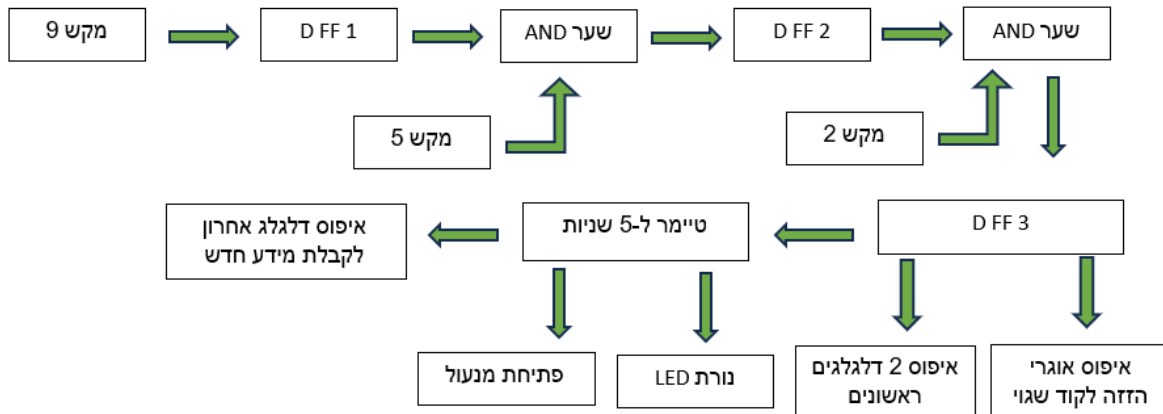 מקש 9
D FF 1
שער AND
D FF 2
שער AND
מקש 5
מקש 2
איפוס דלגלג אחרון
לקבלת מידע חדש
טיימר ל-5 שניות
D FF 3
פתיחת מנעול
נורת LED
איפוס 2 דלגלגים
ראשונים
איפוס אוגרי
הזזה לקוד שגוי